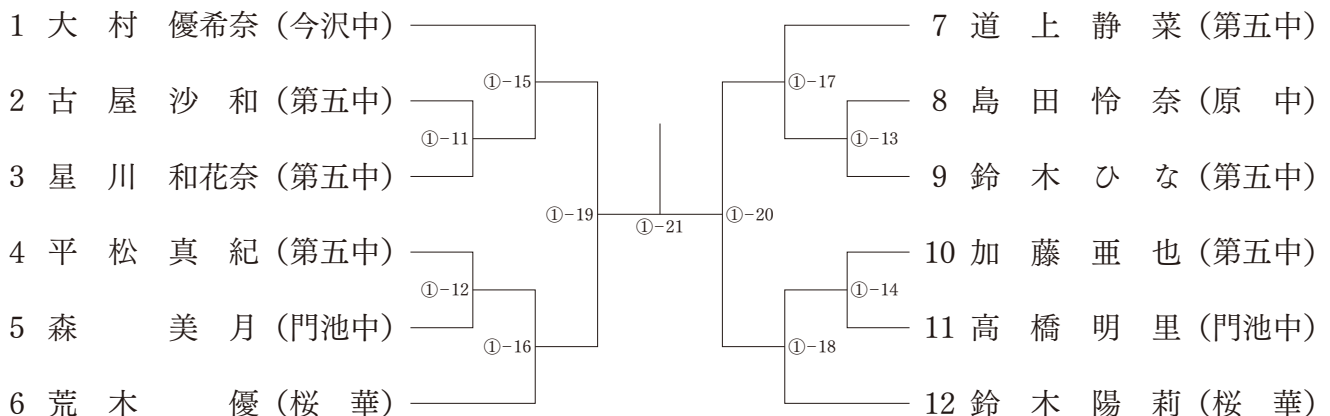 1 大 村 優希奈 (今沢中)
2 古 屋 沙 和 (第五中)
3 星 川 和花奈 (第五中)
4 平 松 真 紀 (第五中)
5 森 美 月 (門池中)
6 荒 木 優 (桜 華)
①-15
①-11
①-19
①-12
①-16
①-21
①-17
①-13
①-20
①-14
①-18
7 道 上 静 菜 (第五中)
8 島 田 怜 奈 (原 中)
9 鈴 木 ひ な (第五中)
10 加 藤 亜 也 (第五中)
11 高 橋 明 里 (門池中)
12 鈴 木 陽 莉 (桜 華)